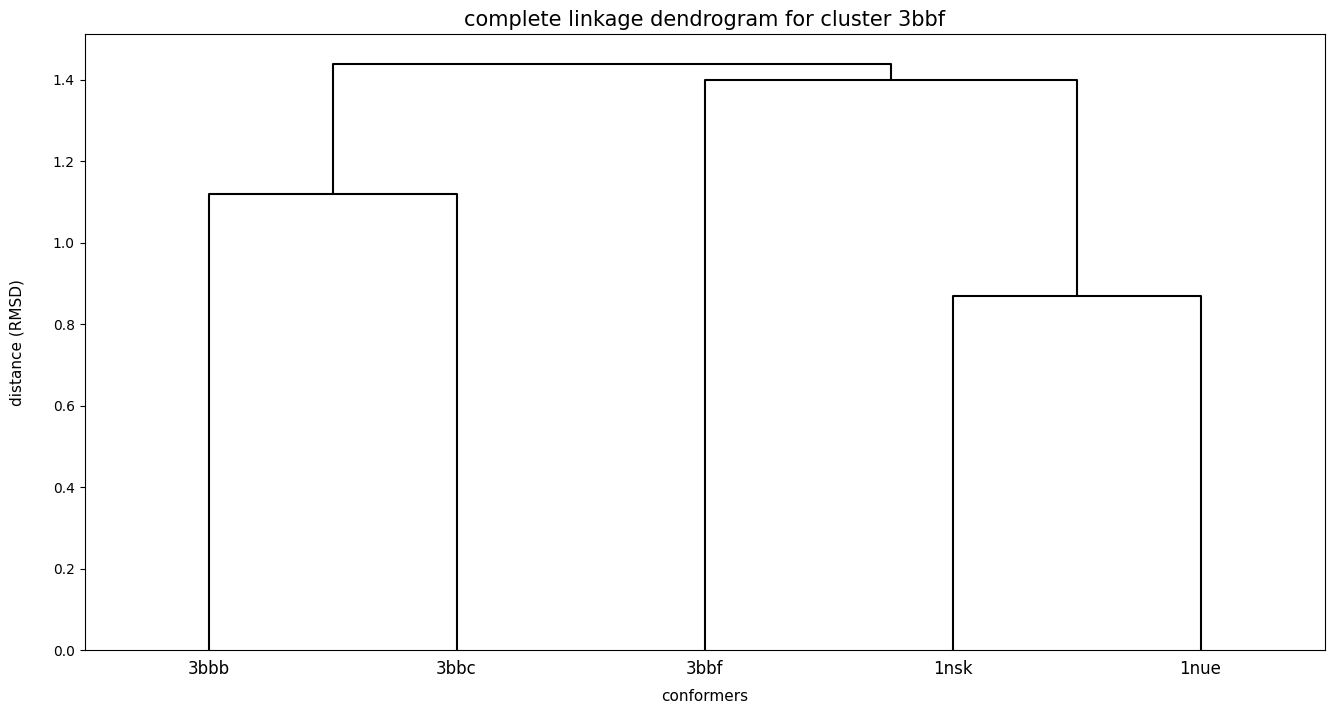 complete linkage dendrogram for cluster 3bbf
1.4
1.2
1.0
0.8
0.6
0.4
0.2
0.0
distance (RMSD)
3bbb 3bbc 3bbf 1nsk 1nue
conformers